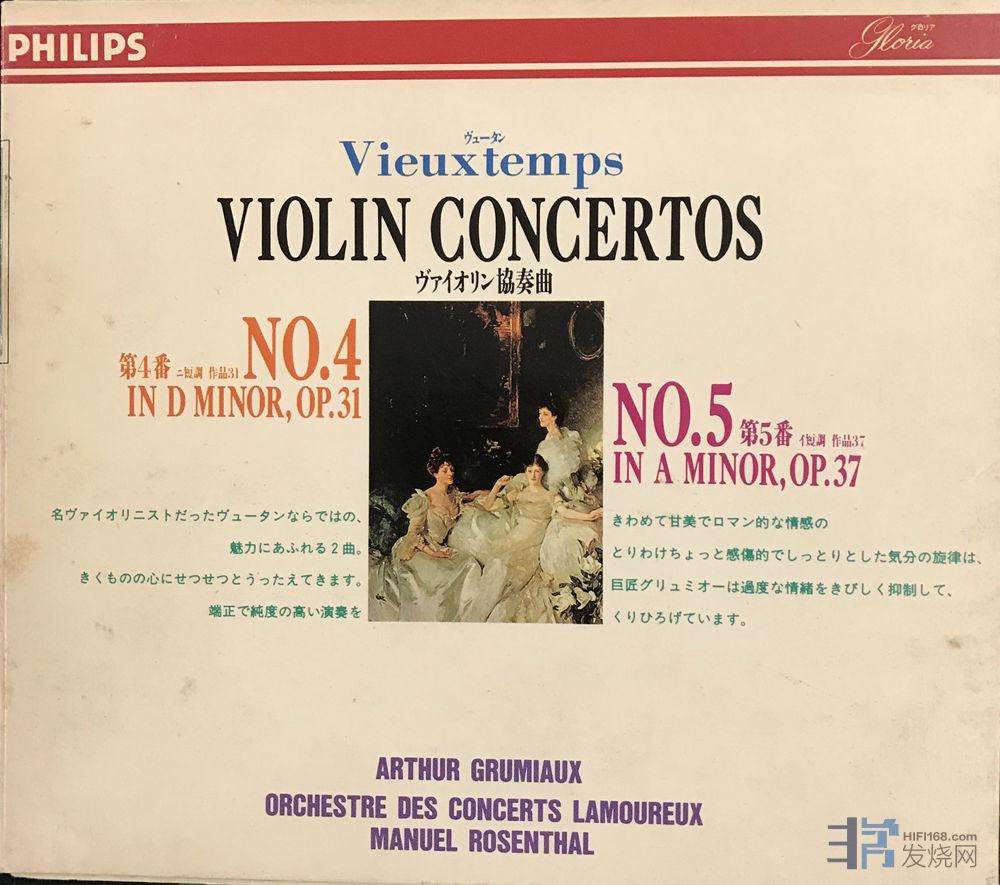 PHILIPS
グロリア
Gloria
ヴュータン
Vieuxtemps
VIOLIN CONCERTOS
ヴァイオリン協奏曲
第4番 ニ短調 作品31 NO.4
IN D MINOR, OP.31
NO.5 第5番 イ短調 作品37
IN A MINOR, OP.37
名ヴァイオリニストだったヴュータンならではの、
魅力にあふれる2曲。
きくものの心にせつせつとうったえてきます。
端正で純度の高い演奏を
きわめて甘美でロマン的な情感の
とりわけちょっと感傷的でしっとりとした気分の旋律は、
巨匠グリュミオーは過度な情緒をきびしく抑制して、
くりひろげています。
ARTHUR GRUMIAUX
ORCHESTRE DES CONCERTS LAMOUREUX
MANUEL ROSENTHAL
HIFI168.com
发烧网